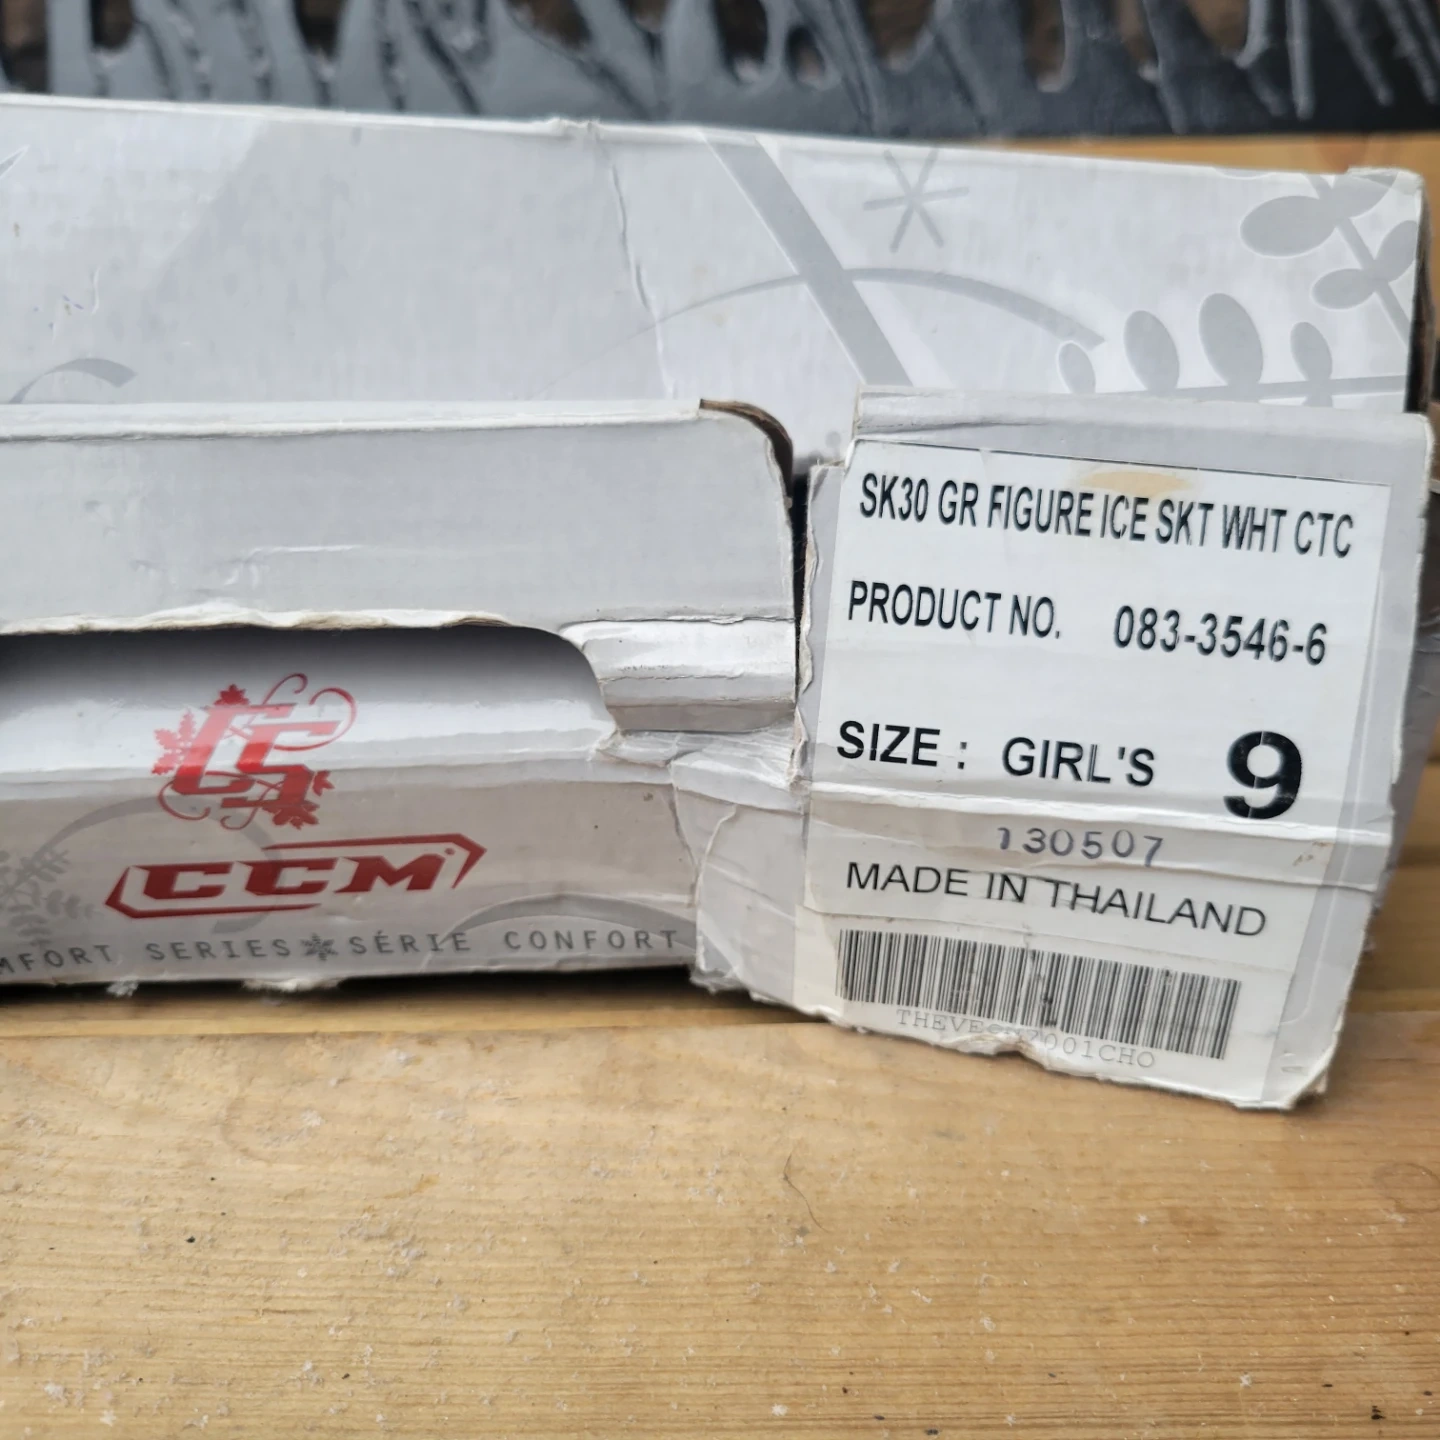 SK30 GR FIGURE ICE SKT WHT CTC
PRODUCT NO. 083-3546-6
SIZE : GIRL'S 9
130507
MADE IN THAILAND
CS
CCM
SERIES SÉRIE CONFORT